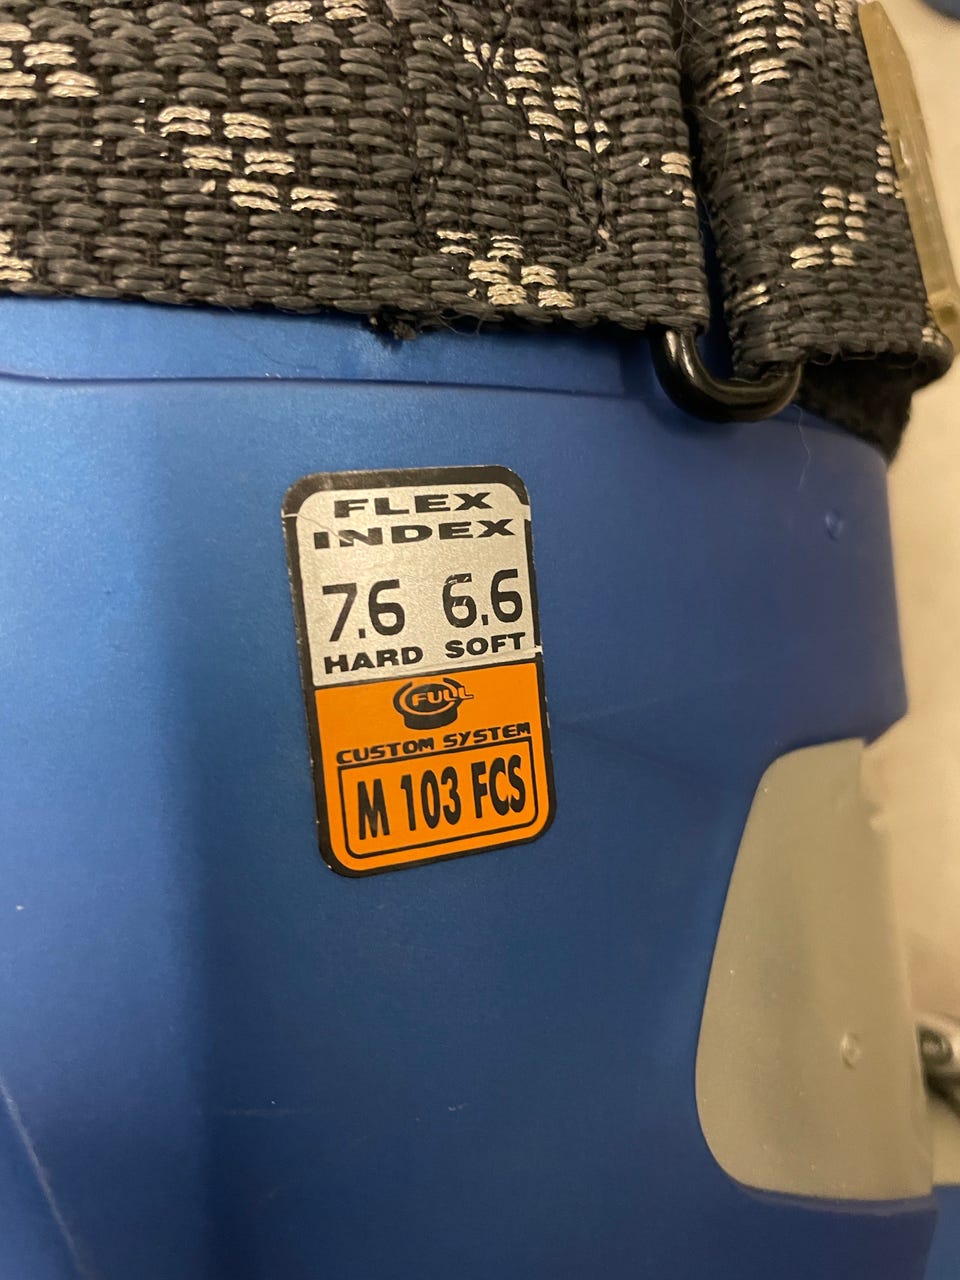 FLEX
INDEX
7.6 6.6
HARD SOFT
FULL
CUSTOM SYSTEM
M 103 FCS